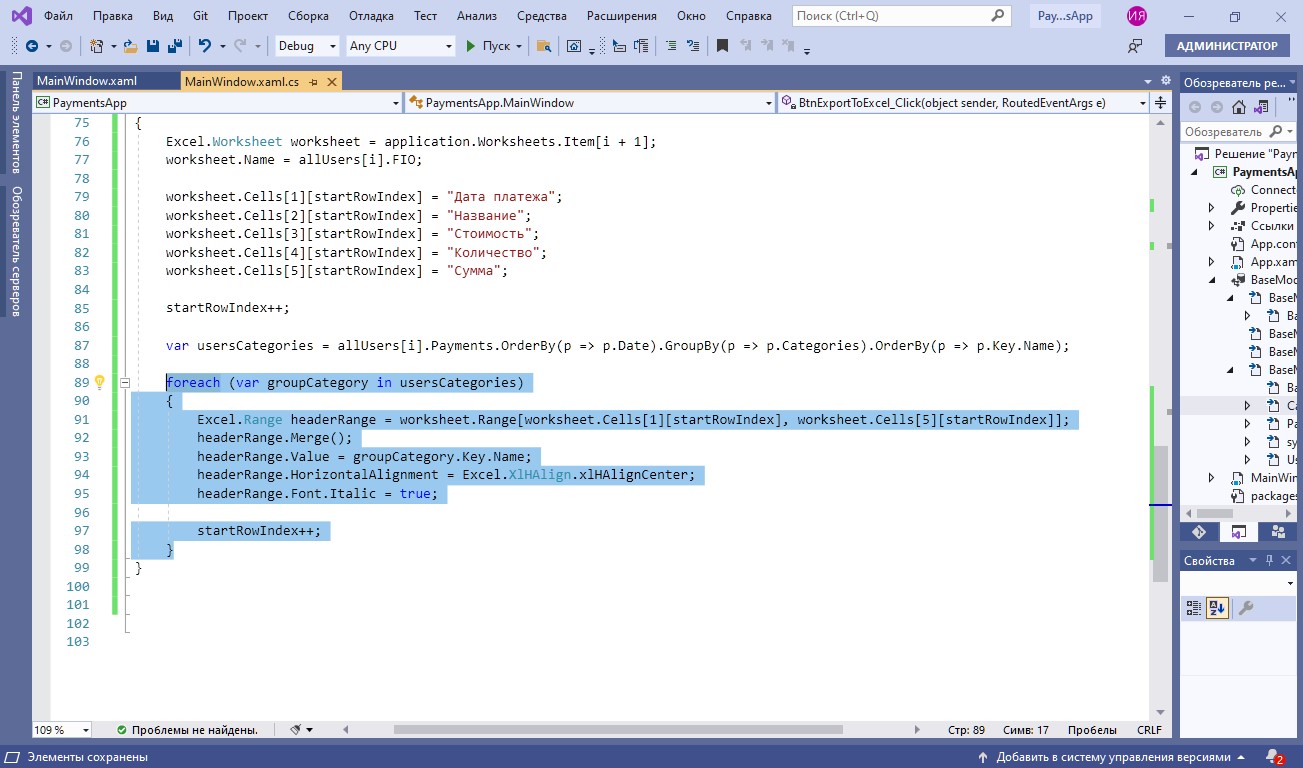 Файл Правка Вид Git Проект Сборка Отладка Тест Анализ Средства Расширения Окно Справка Поиск (Ctrl+Q) Pay...sApp ИЯ
Debug Any CPU Пуск АДМИНИСТРАТОР
MainWindow.xaml MainWindow.xaml.cs
PaymentsApp PaymentsApp.MainWindow BtnExportToExcel_Click(object sender, RoutedEventArgs e)
Панель элементов
Обозреватель серверов
75 {
76 Excel.Worksheet worksheet = application.Worksheets.Item[i + 1];
77 worksheet.Name = allUsers[i].FIO;
78
79 worksheet.Cells[1][startRowIndex] = "Дата платежа";
80 worksheet.Cells[2][startRowIndex] = "Название";
81 worksheet.Cells[3][startRowIndex] = "Стоимость";
82 worksheet.Cells[4][startRowIndex] = "Количество";
83 worksheet.Cells[5][startRowIndex] = "Сумма";
84
85 startRowIndex++;
86
87 var usersCategories = allUsers[i].Payments.OrderBy(p => p.Date).GroupBy(p => p.Categories).OrderBy(p => p.Key.Name);
88
89 foreach (var groupCategory in usersCategories)
90 {
91 Excel.Range headerRange = worksheet.Range[worksheet.Cells[1][startRowIndex], worksheet.Cells[5][startRowIndex]];
92 headerRange.Merge();
93 headerRange.Value = groupCategory.Key.Name;
94 headerRange.HorizontalAlignment = Excel.XlHAlign.xlHAlignCenter;
95 headerRange.Font.Italic = true;
96
97 startRowIndex++;
98 }
99 }
100
101
102
103
109 % Проблемы не найдены. Стр: 89 Симв: 17 Пробелы CRLF
Обозреватель ре...
Обозреватель
Решение "Payn
PaymentsAp
Connect
Propertie
Ссылки
App.con
App.xam
BaseMod
BaseM
Ba
BaseM
BaseM
BaseM
Ba
Ca
Pa
sy
Us
MainWin
packages
Свойства
Элементы сохранены Добавить в систему управления версиями 2